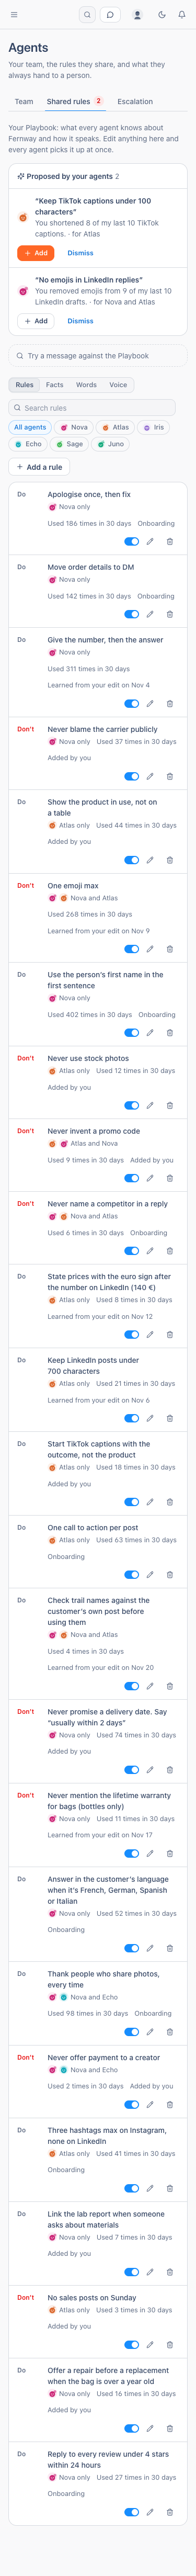 Agents
Your team, the rules they share, and what they
always hand to a person.
Team
Shared rules 2
Escalation
Your Playbook: what every agent knows about
Fernway and how it speaks. Edit anything here and
every agent picks it up at once.
Proposed by your agents 2
“Keep TikTok captions under 100
characters”
You shortened 8 of my last 10 TikTok
captions. · for Atlas
Add
Dismiss
“No emojis in LinkedIn replies”
You removed emojis from 9 of my last 10
LinkedIn drafts. · for Nova and Atlas
Add
Dismiss
Try a message against the Playbook
Rules Facts Words Voice
Search rules
All agents Nova Atlas Iris
Echo Sage Juno
Add a rule
Do
Apologise once, then fix
Nova only
Used 186 times in 30 days Onboarding
Do
Move order details to DM
Nova only
Used 142 times in 30 days Onboarding
Do
Give the number, then the answer
Nova only
Used 311 times in 30 days
Learned from your edit on Nov 4
Don't
Never blame the carrier publicly
Nova only Used 37 times in 30 days
Added by you
Do
Show the product in use, not on
a table
Atlas only Used 44 times in 30 days
Added by you
Don't
One emoji max
Nova and Atlas
Used 268 times in 30 days
Learned from your edit on Nov 9
Do
Use the person’s first name in the
first sentence
Nova only
Used 402 times in 30 days Onboarding
Don't
Never use stock photos
Atlas only Used 12 times in 30 days
Added by you
Don't
Never invent a promo code
Atlas and Nova
Used 9 times in 30 days Added by you
Don't
Never name a competitor in a reply
Nova and Atlas
Used 6 times in 30 days Onboarding
Do
State prices with the euro sign after
the number on LinkedIn (140 €)
Atlas only Used 8 times in 30 days
Learned from your edit on Nov 12
Do
Keep LinkedIn posts under
700 characters
Atlas only Used 21 times in 30 days
Learned from your edit on Nov 6
Do
Start TikTok captions with the
outcome, not the product
Atlas only Used 18 times in 30 days
Added by you
Do
One call to action per post
Atlas only Used 63 times in 30 days
Onboarding
Do
Check trail names against the
customer’s own post before
using them
Nova and Atlas
Used 4 times in 30 days
Learned from your edit on Nov 20
Don't
Never promise a delivery date. Say
“usually within 2 days”
Nova only Used 74 times in 30 days
Added by you
Don't
Never mention the lifetime warranty
for bags (bottles only)
Nova only Used 11 times in 30 days
Learned from your edit on Nov 17
Do
Answer in the customer’s language
when it’s French, German, Spanish
or Italian
Nova only Used 52 times in 30 days
Onboarding
Do
Thank people who share photos,
every time
Nova and Echo
Used 98 times in 30 days Onboarding
Don't
Never offer payment to a creator
Nova and Echo
Used 2 times in 30 days Added by you
Do
Three hashtags max on Instagram,
none on LinkedIn
Atlas only Used 41 times in 30 days
Onboarding
Do
Link the lab report when someone
asks about materials
Nova only Used 7 times in 30 days
Added by you
Don't
No sales posts on Sunday
Atlas only Used 3 times in 30 days
Added by you
Do
Offer a repair before a replacement
when the bag is over a year old
Nova only Used 16 times in 30 days
Added by you
Do
Reply to every review under 4 stars
within 24 hours
Nova only Used 27 times in 30 days
Onboarding